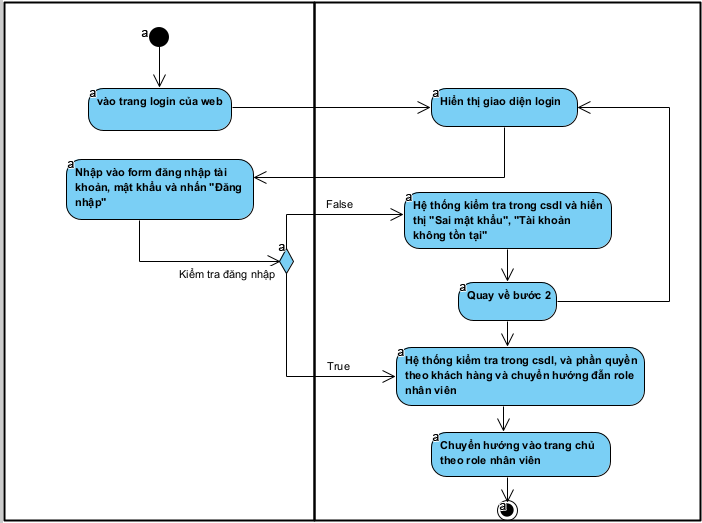 a
a
vào trang login của web
a
Hiển thị giao diện login
a
Nhập vào form đăng nhập tài
khoản, mật khẩu và nhấn "Đăng
nhập"
a
Kiểm tra đăng nhập
False
a
Hệ thống kiểm tra trong csdl và hiển
thị "Sai mật khẩu", "Tài khoản
không tồn tại"
a
Quay về bước 2
True
a
Hệ thống kiểm tra trong csdl, và phần quyền
theo khách hàng và chuyển hướng đẫn role
nhân viên
a
Chuyển hướng vào trang chủ
theo role nhân viên
a